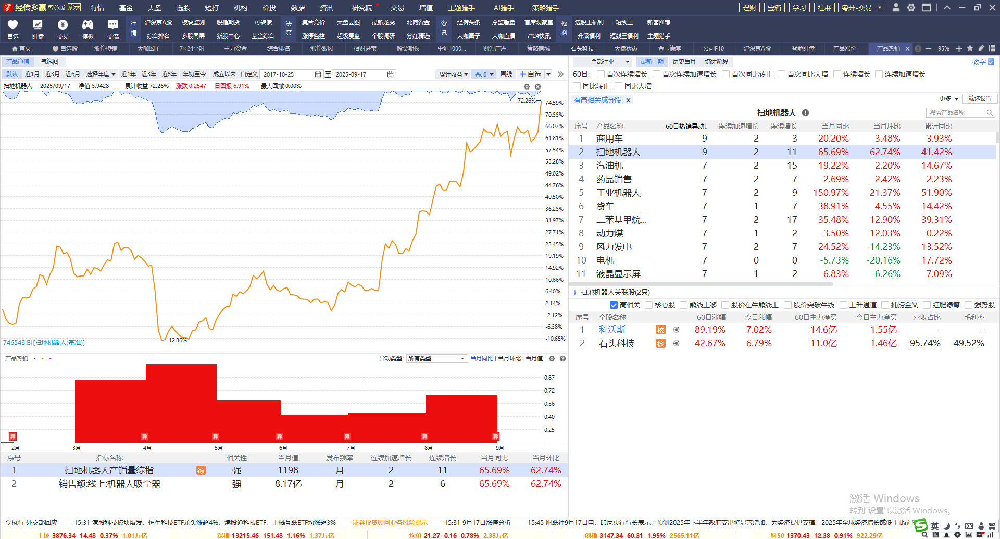 经传多赢 智尊版 演示 行情 基金 大盘 选股 短打 机构 价投 数据 资讯 研究院 交易 增值 主题猎手 AI猎手 策略猎手 理财 宝箱 学习 社群 粤开-交易
自选 盯盘 交易 模拟 交流
行情 沪深京A股 板块监测 股指期货 可转债 决策 集合竞价 大盘云图 最新龙虎 北向资金 资讯 经传头条 总监看盘 首席观察室 福利 选股王福利 短线王 新客推荐
综合排名 多股同屏 新股中心 基金综合 涨停监控 超级复盘 个股调研 分红精选 大咖圈子 大咖直播 7*24快讯 升级福利 短线王福利 主题猎手
首页 自选股 涨停棱镜 大咖圈子 7×24小时 主力资金 综合排名 涨停跟风 招财进宝 股票期权 中证1000... 财源广进 策略商城 石头科技 大盘状态 金玉满堂 公司F10 沪深京A股 智能盯盘 产品涨价 产品热销 95%
产品净值 气泡图
默认 近1月 近3月 近6月 选择年度 近1年 近3年 近5年 年初至今 成立以来 自定义 2017-10-25 至 2025-09-17 累计收益 叠加 画线 自选
扫地机器人 2025/09/17 净值 3.9428 累计收益 72.26% 涨跌 0.2547 日回报 6.91% 最大回撤 0.00%
72.26%
74.59%
70.33%
66.07%
61.81%
57.54%
53.28%
49.02%
44.76%
40.50%
36.23%
31.97%
27.71%
23.45%
19.19%
14.92%
10.66%
6.40%
2.14%
-2.12%
-6.38%
-10.65%
-12.86%
746543.BI[扫地机器人(基准)]
产品热销 - - - 异动类型: 所有类型 当月同比 | 当月环比 | 当月值
0.87
0.72
0.56
0.40
0.25
异 异 异 异 异 异 异
2月 3月 4月 5月 6月 7月 8月 9月
序号 指标名称 相关性 当月值 发布频率 连续加速增长 连续增长 当月同比 当月环比
1 扫地机器人产销量综指 综 强 1198 月 2 11 65.69% 62.74%
2 销售额:线上:机器人吸尘器 强 8.17亿 月 2 6 65.69% 62.74%
全部行业 最新一期 历史当月 统计阶段 教学
60日: 首次连续增长 首次连续加速增长 首次同比转正 首次同比大增 连续增长 连续加速增长
同比转正 同比大增
有高相关成分股 更多 筛选设置
扫地机器人 搜索产品名称
序号 产品名称 60日热销异动↓ 连续加速增长 连续增长 当月同比 当月环比 累计同比
1 商用车 9 2 3 20.20% 3.48% 3.93%
2 扫地机器人 9 2 11 65.69% 62.74% 41.42%
3 汽油机 7 2 15 19.22% 2.20% 14.67%
4 药品销售 7 2 7 2.69% 2.42% 2.23%
5 工业机器人 7 2 9 150.97% 21.37% 51.90%
6 货车 7 1 7 38.91% 4.55% 14.42%
7 二苯基甲烷... 7 2 17 35.48% 12.90% 39.31%
8 动力煤 7 1 2 3.50% 12.03% 0.22%
9 风力发电 7 2 7 24.52% -14.23% 13.52%
10 电机 7 0 0 -5.73% -20.16% 17.72%
11 液晶显示屏 7 1 2 6.83% -6.26% 7.09%
扫地机器人关联股(2只)
高相关 核心股 熊线上移 股价在牛熊线上 股价突破牛线 上升通道 捕捞金叉 红肥绿瘦 强势股
序号 个股名称 60日涨幅 今日涨幅 60日主力净买 今日主力净买 营收占比 毛利率
1 科沃斯 核 89.19% 7.02% 14.6亿 1.55亿 - -
2 石头科技 核 42.67% 6.79% 11.0亿 1.46亿 95.74% 49.52%
激活 Windows
转到“设置”以激活 Windows。
令执行 外交部回应 15:31 港股科技板块爆发，恒生科技ETF龙头涨超4%，港股通科技ETF、中概互联ETF均涨超3% 证券投资顾问业务风险提示 15:31 9月17日涨停分析 15:45 财联社9月17日电，印尼央行行长表示，预测2025年下半年政府支出将显著增加，为经济提供支撑。2025年全球经济增长或低于此前预
英
上证 3876.34 14.48 0.37% 1.01万亿 深指 13215.46 151.48 1.16% 1.37万亿 均价 21.27 0.16 0.78% 2.38万亿 创指 3147.34 60.31 1.95% 2565.11亿 科50 1370.43 12.38 0.91% 922.29亿